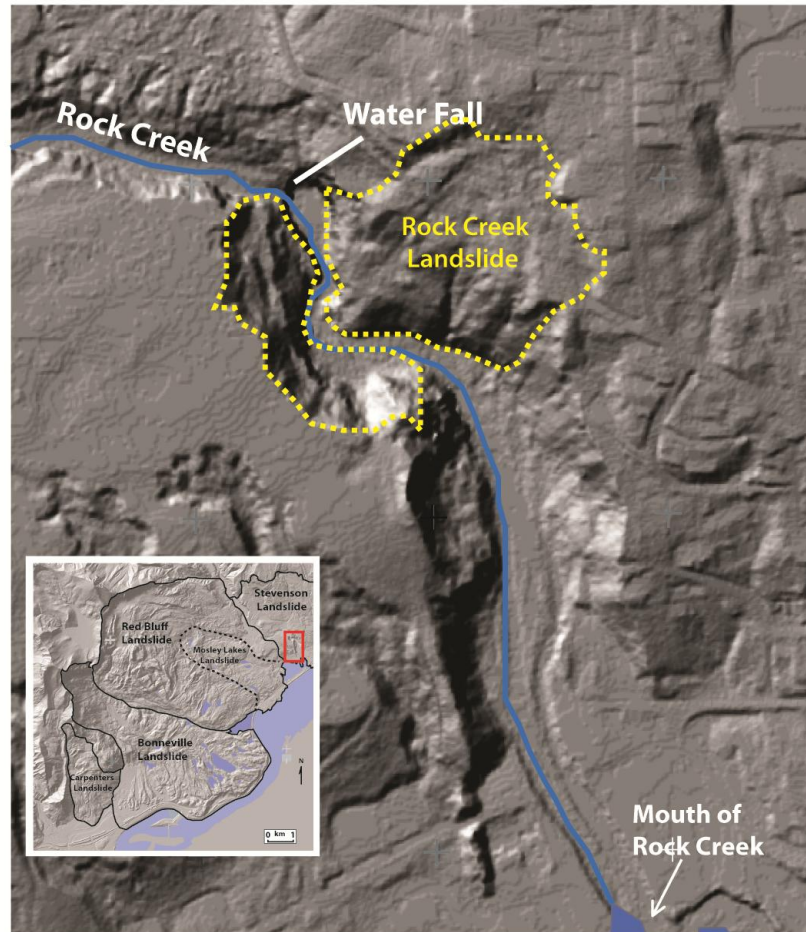 Rock Creek
Water Fall
Rock Creek
Landslide
Stevenson
Landslide
Red Bluff
Landslide
Mosley Lakes
Landslide
Bonneville
Landslide
Carpenters
Landslide
N
0 km 1
Mouth of
Rock Creek